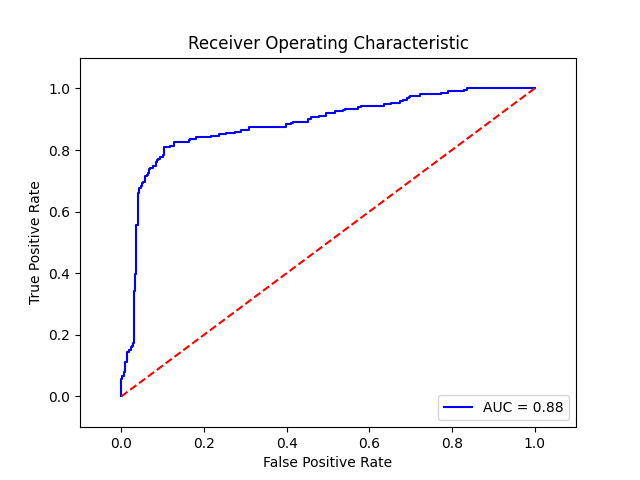 Receiver Operating Characteristic
1.0
0.8
0.6
0.4
0.2
0.0
True Positive Rate
AUC = 0.88
0.0 0.2 0.4 0.6 0.8 1.0
False Positive Rate